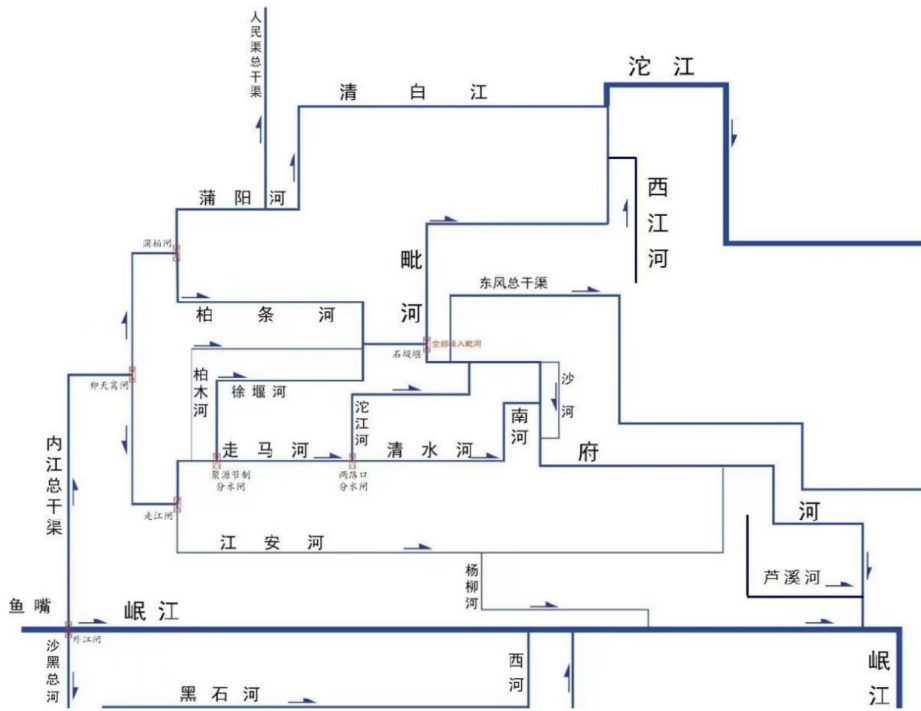 人民渠总干渠
沱江
清白江
蒲阳河
西江河
蒲柏闸
毗河
东风总干渠
柏条河
石堤堰
全部泄入毗河
仰天窝闸
柏木河
徐堰河
沱江河
沙河
南河
内江总干渠
走马河
清水河
府河
聚源节制
分水闸
两路口
分水闸
走江闸
江安河
杨柳河
芦溪河
鱼嘴
岷江
外江闸
沙黑总河
西河
岷江
黑石河